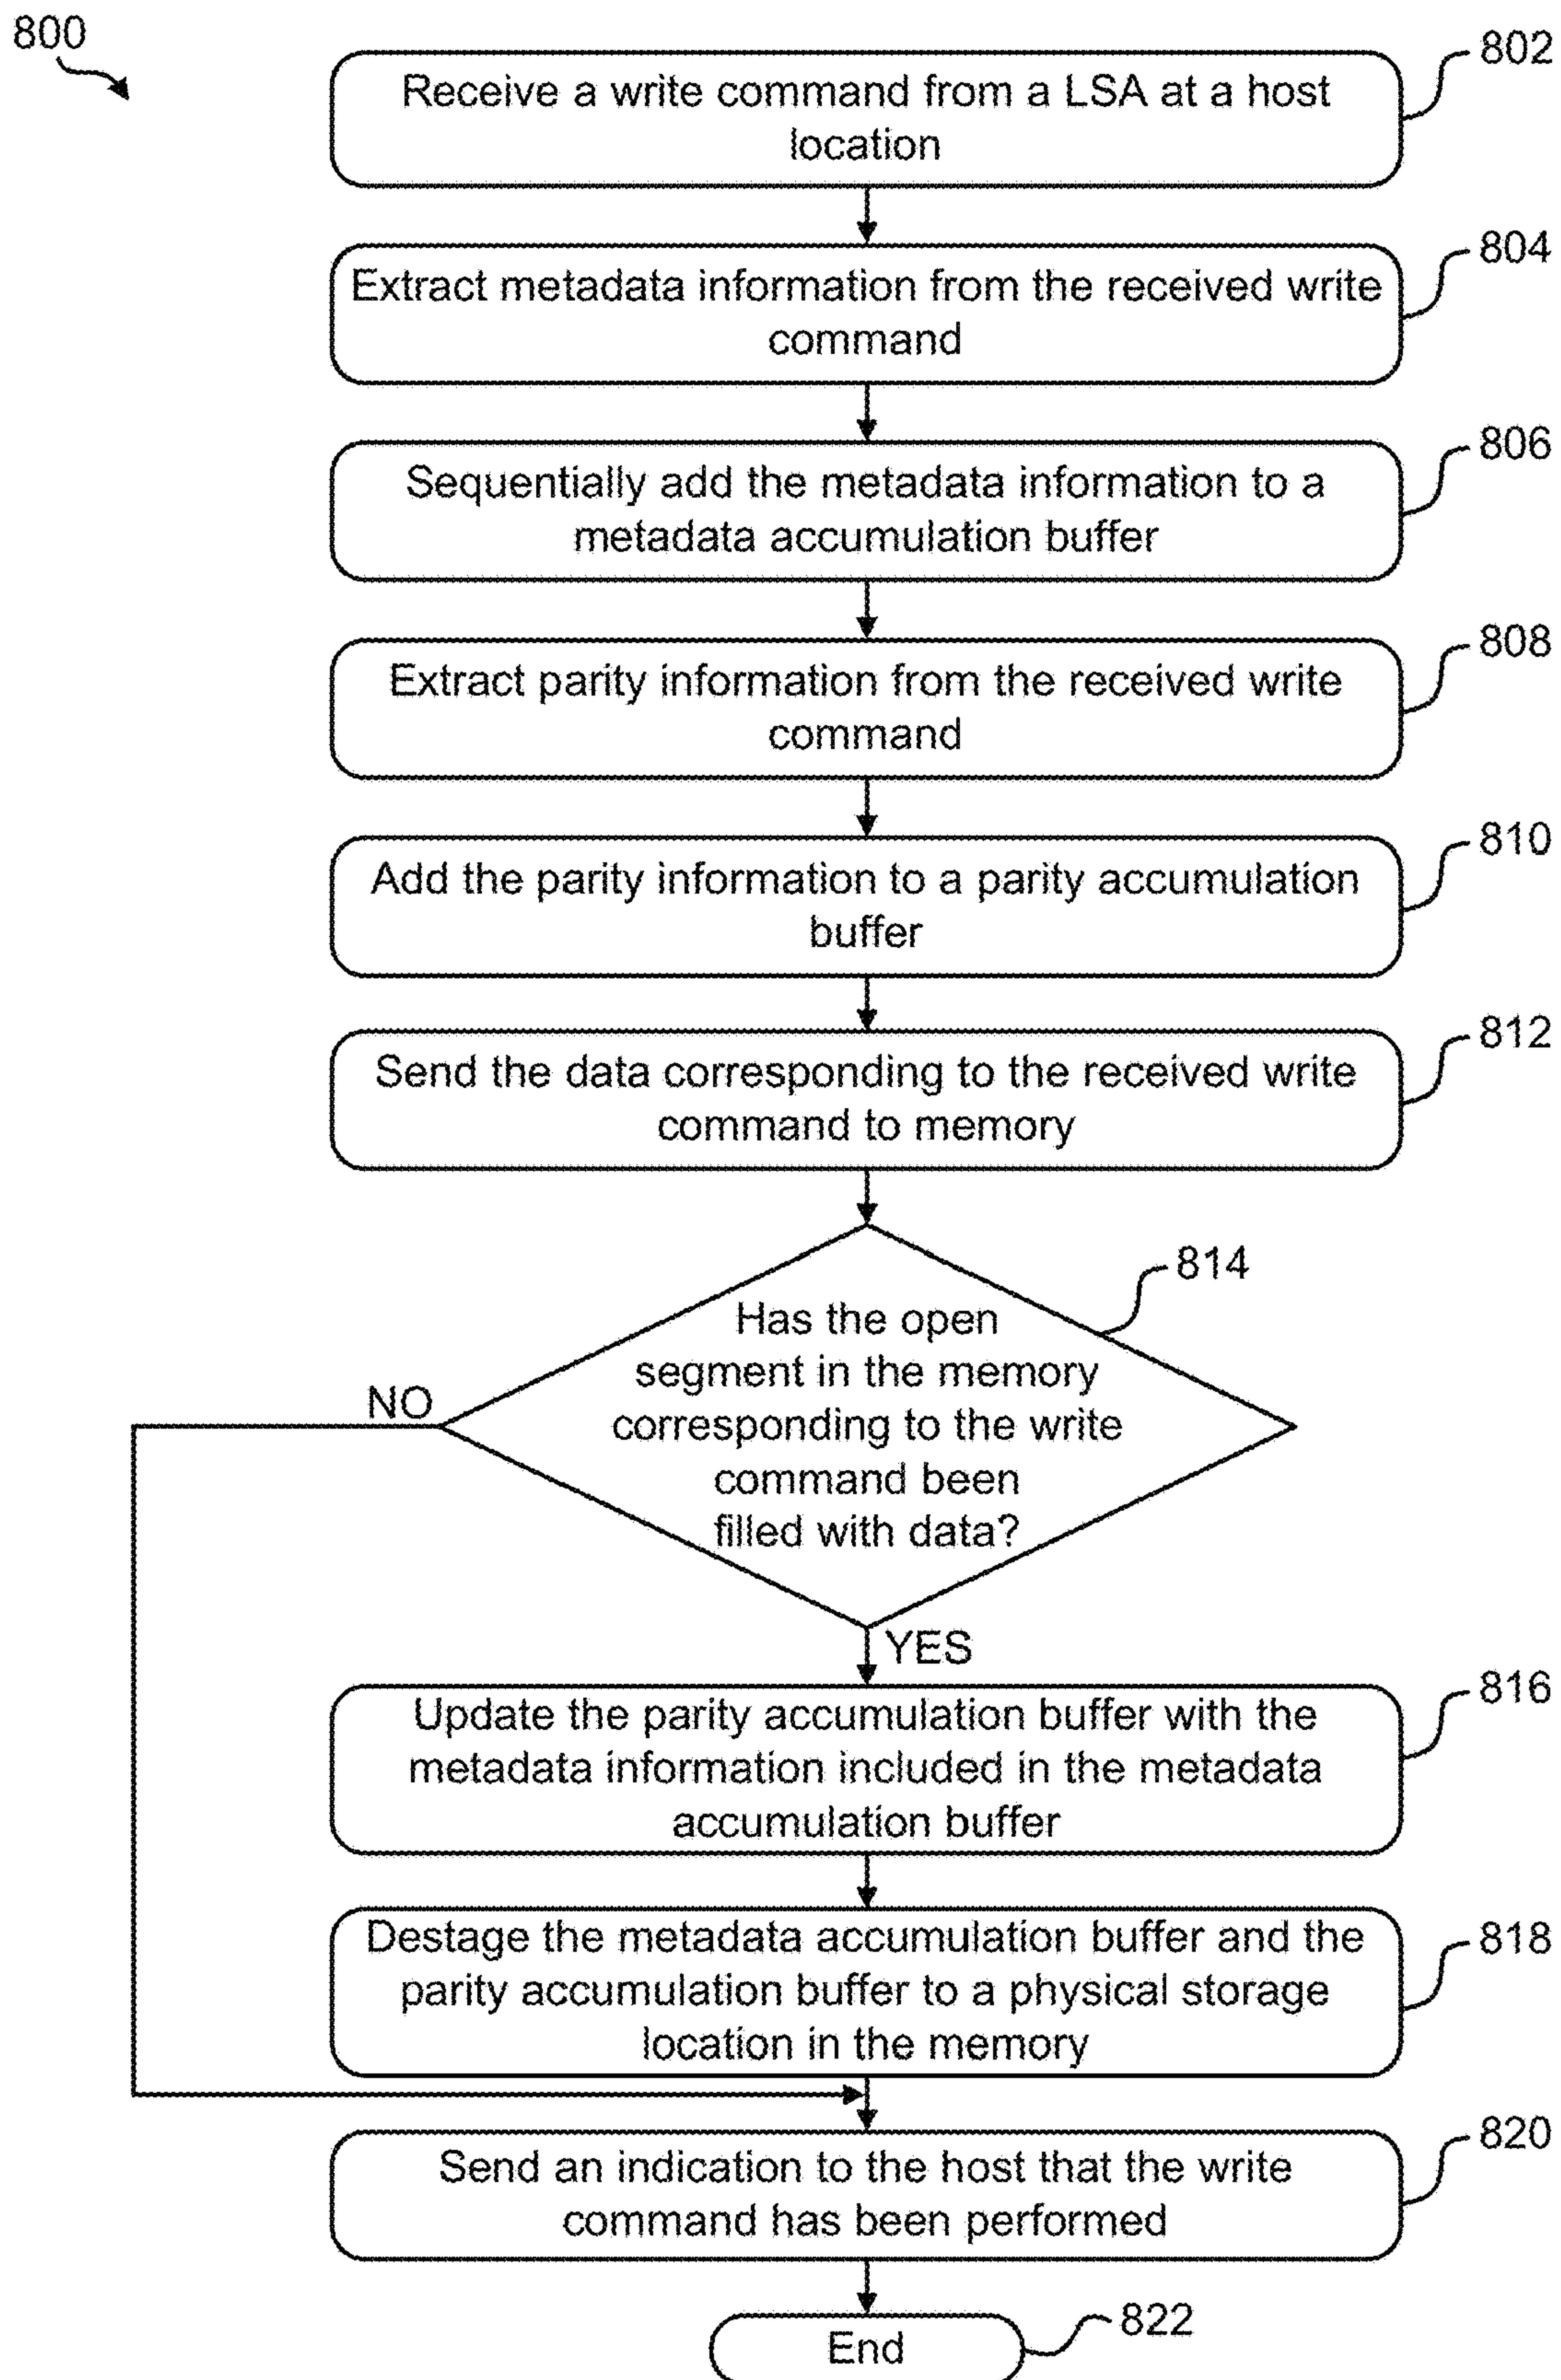 800
802
Receive a write command from a LSA at a host
location
804
Extract metadata information from the received write
command
806
Sequentially add the metadata information to a
metadata accumulation buffer
808
Extract parity information from the received write
command
810
Add the parity information to a parity accumulation
buffer
812
Send the data corresponding to the received write
command to memory
814
Has the open
segment in the memory
corresponding to the write
command been
filled with data?
NO
YES
816
Update the parity accumulation buffer with the
metadata information included in the metadata
accumulation buffer
818
Destage the metadata accumulation buffer and the
parity accumulation buffer to a physical storage
location in the memory
820
Send an indication to the host that the write
command has been performed
822
End